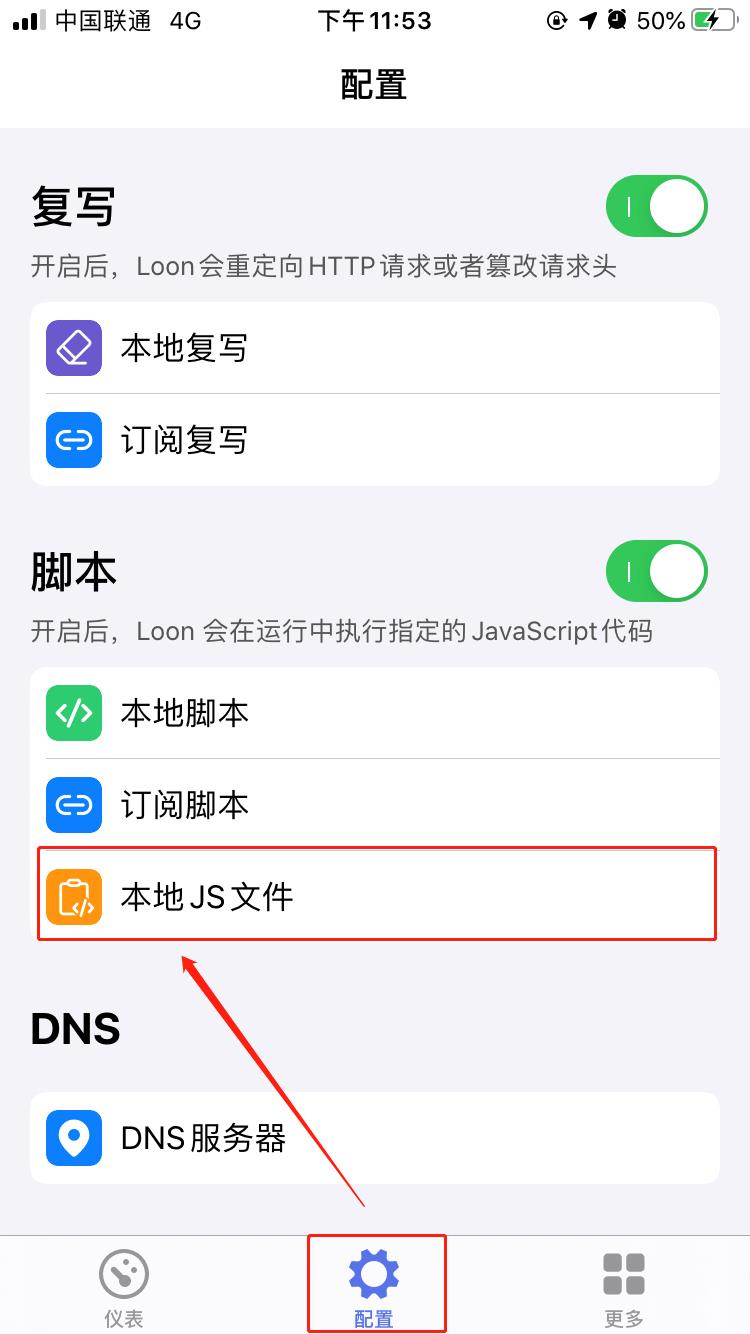 中国联通 4G 下午11:53 50%
配置
复写
开启后，Loon会重定向HTTP请求或者篡改请求头
本地复写
订阅复写
脚本
开启后，Loon 会在运行中执行指定的JavaScript代码
本地脚本
订阅脚本
本地JS文件
DNS
DNS服务器
仪表 配置 更多